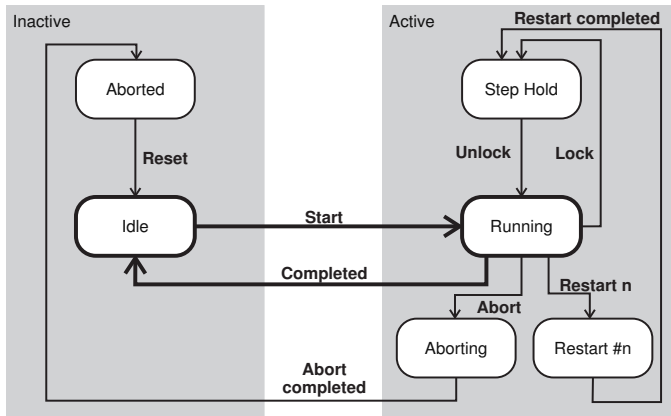 Inactive
Active
Restart completed
Aborted
Step Hold
Reset
Unlock
Lock
Idle
Start
Running
Completed
Restart n
Abort
Aborting
Restart #n
Abort
completed